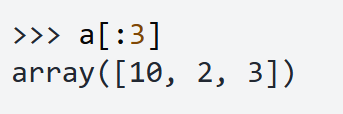 >>> a[:3]
array([10, 2, 3])